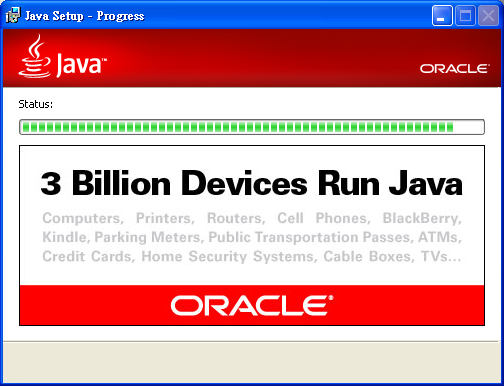 Java Setup - Progress
Java™
ORACLE®
Status:
3 Billion Devices Run Java
Computers, Printers, Routers, Cell Phones, BlackBerry,
Kindle, Parking Meters, Public Transportation Passes, ATMs,
Credit Cards, Home Security Systems, Cable Boxes, TVs...
ORACLE®